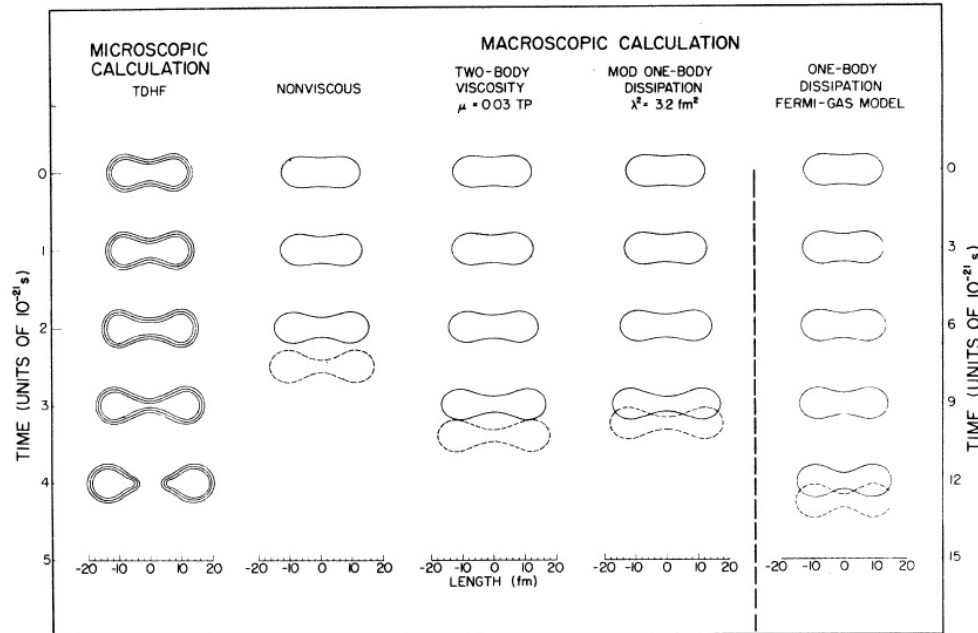 MICROSCOPIC
CALCULATION
TDHF
MACROSCOPIC CALCULATION
NONVISCOUS
TWO-BODY
VISCOSITY
μ = 0.03 TP
MOD ONE-BODY
DISSIPATION
λ² = 3.2 fm²
ONE-BODY
DISSIPATION
FERMI-GAS MODEL
TIME (UNITS OF 10⁻²¹ s)
0
1
2
3
4
5
-20 -10 0 10 20
-20 -10 0 10 20
-20 -10 0 10 20
-20 -10 0 10 20
-20 -10 0 10 20
LENGTH (fm)
0
3
6
9
12
15
TIME (UNITS OF 10⁻²¹ s)